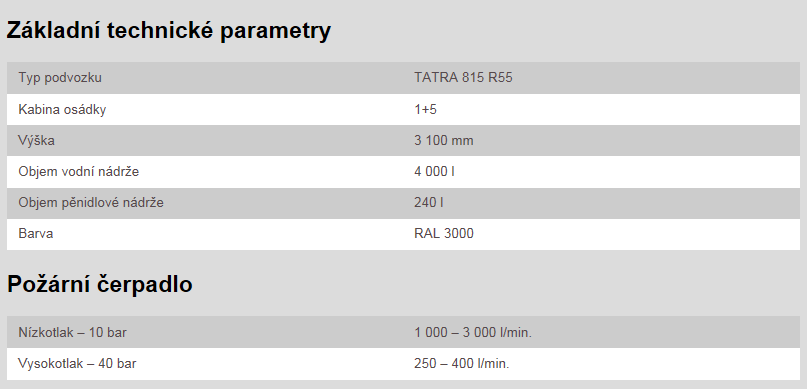 Základní technické parametry
Typ podvozku TATRA 815 R55
Kabina osádky 1+5
Výška 3 100 mm
Objem vodní nádrže 4 000 l
Objem pěnidlové nádrže 240 l
Barva RAL 3000
Požární čerpadlo
Nízkotlak – 10 bar 1 000 – 3 000 l/min.
Vysokotlak – 40 bar 250 – 400 l/min.